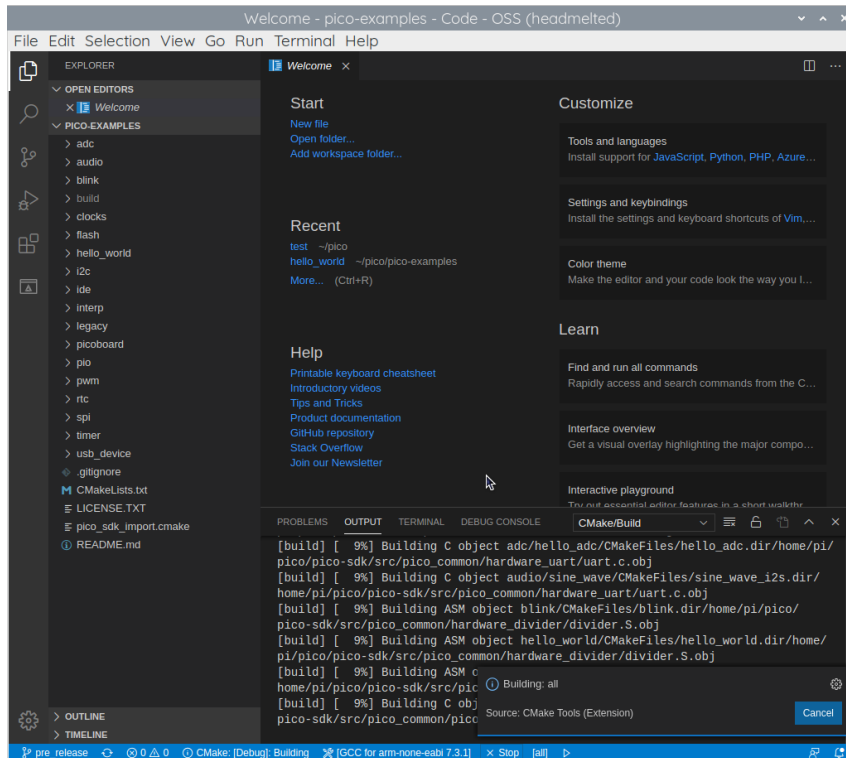 Welcome - pico-examples - Code - OSS (headmelted)
File Edit Selection View Go Run Terminal Help
EXPLORER
OPEN EDITORS
Welcome
PICO-EXAMPLES
adc
audio
blink
build
clocks
flash
hello_world
i2c
ide
interp
legacy
picoboard
pio
pwm
rtc
spi
timer
usb_device
.gitignore
CMakeLists.txt
LICENSE.TXT
pico_sdk_import.cmake
README.md
OUTLINE
TIMELINE
Welcome
Start
New file
Open folder...
Add workspace folder...
Recent
test ~/pico
hello_world ~/pico/pico-examples
More... (Ctrl+R)
Help
Printable keyboard cheatsheet
Introductory videos
Tips and Tricks
Product documentation
GitHub repository
Stack Overflow
Join our Newsletter
Customize
Tools and languages
Install support for JavaScript, Python, PHP, Azure...
Settings and keybindings
Install the settings and keyboard shortcuts of Vim,...
Color theme
Make the editor and your code look the way you l...
Learn
Find and run all commands
Rapidly access and search commands from the C...
Interface overview
Get a visual overlay highlighting the major compo...
Interactive playground
Try out essential editor features in a short walkthr...
PROBLEMS OUTPUT TERMINAL DEBUG CONSOLE CMake/Build
[build] [  9%] Building C object adc/hello_adc/CMakeFiles/hello_adc.dir/home/pi/
pico/pico-sdk/src/pico_common/hardware_uart/uart.c.obj
[build] [  9%] Building C object audio/sine_wave/CMakeFiles/sine_wave_i2s.dir/
home/pi/pico/pico-sdk/src/pico_common/hardware_uart/uart.c.obj
[build] [  9%] Building ASM object blink/CMakeFiles/blink.dir/home/pi/pico/
pico-sdk/src/pico_common/hardware_divider/divider.S.obj
[build] [  9%] Building ASM object hello_world/CMakeFiles/hello_world.dir/home/
pi/pico/pico-sdk/src/pico_common/hardware_divider/divider.S.obj
[build] [  9%] Building ASM o
home/pi/pico/pico-sdk/src/pic
[build] [  9%] Building C obj
pico-sdk/src/pico_common/pico
Building: all
Source: CMake Tools (Extension)
Cancel
pre_release 0 0 CMake: [Debug]: Building [GCC for arm-none-eabi 7.3.1] Stop [all]